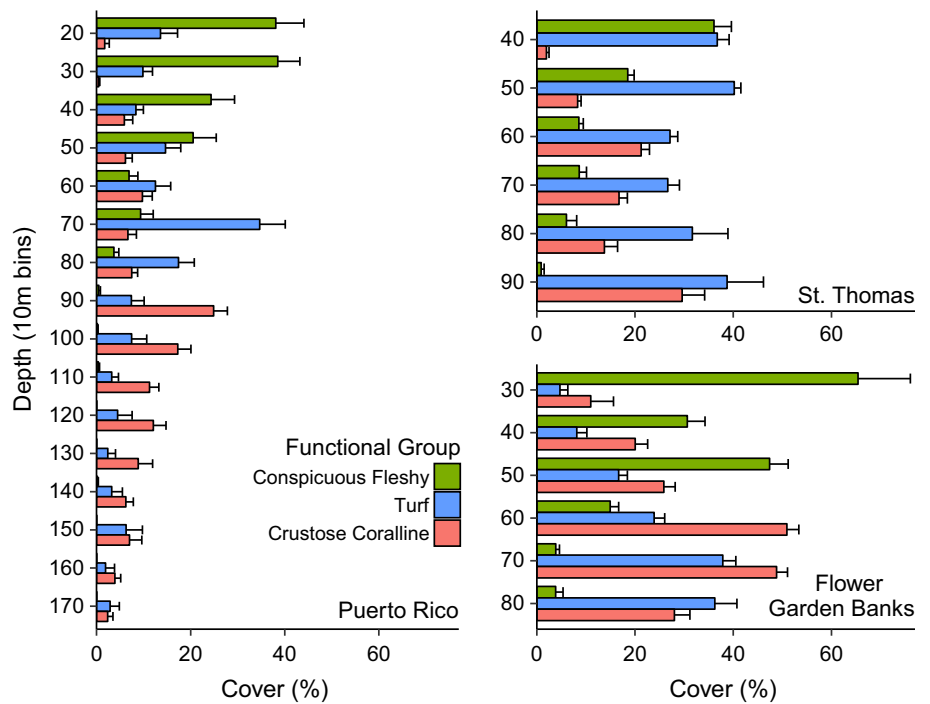 Depth (10m bins)
20
30
40
50
60
70
80
90
100
110
120
130
140
150
160
170
Functional Group
Conspicuous Fleshy
Turf
Crustose Coralline
Puerto Rico
0 20 40 60
Cover (%)
40
50
60
70
80
90
St. Thomas
0 20 40 60
30
40
50
60
70
80
Flower
Garden Banks
0 20 40 60
Cover (%)